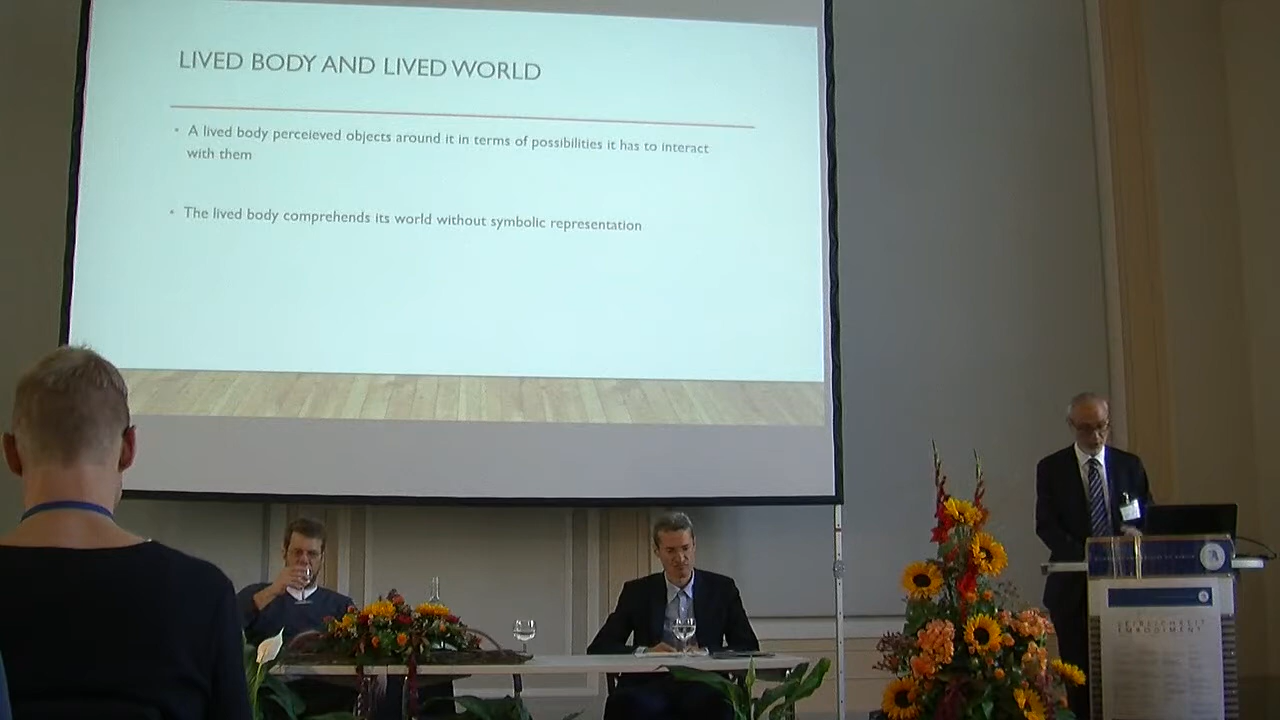 LIVED BODY AND LIVED WORLD
• A lived body perceieved objects around it in terms of possibilities it has to interact
with them
• The lived body comprehends its world without symbolic representation
EMBODIMENT